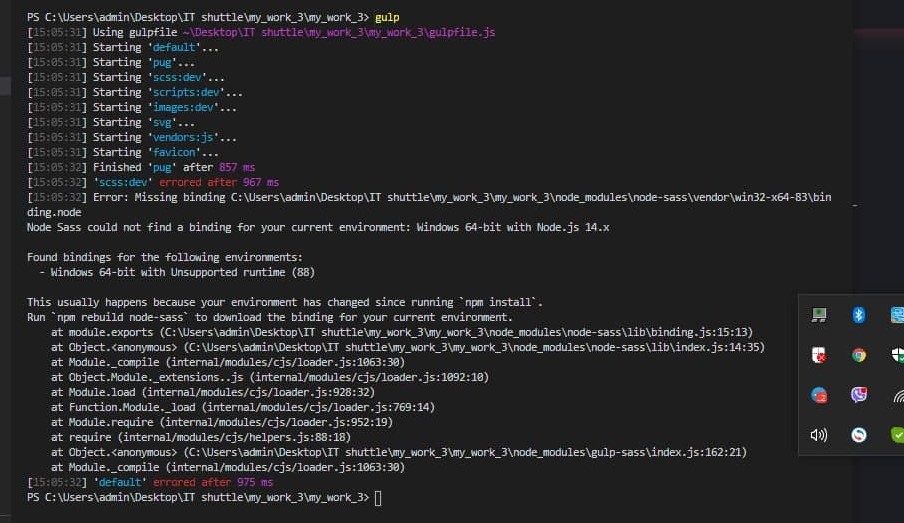 PS C:\Users\admin\Desktop\IT shuttle\my_work_3\my_work_3> gulp
[15:05:31] Using gulpfile ~\Desktop\IT shuttle\my_work_3\my_work_3\gulpfile.js
[15:05:31] Starting 'default'...
[15:05:31] Starting 'pug'...
[15:05:31] Starting 'scss:dev'...
[15:05:31] Starting 'scripts:dev'...
[15:05:31] Starting 'images:dev'...
[15:05:31] Starting 'svg'...
[15:05:31] Starting 'vendors:js'...
[15:05:31] Starting 'favicon'...
[15:05:32] Finished 'pug' after 857 ms
[15:05:32] 'scss:dev' errored after 967 ms
[15:05:32] Error: Missing binding C:\Users\admin\Desktop\IT shuttle\my_work_3\my_work_3\node_modules\node-sass\vendor\win32-x64-83\bin
ding.node
Node Sass could not find a binding for your current environment: Windows 64-bit with Node.js 14.x
Found bindings for the following environments:
- Windows 64-bit with Unsupported runtime (88)
This usually happens because your environment has changed since running `npm install`.
Run `npm rebuild node-sass` to download the binding for your current environment.
at module.exports (C:\Users\admin\Desktop\IT shuttle\my_work_3\my_work_3\node_modules\node-sass\lib\binding.js:15:13)
at Object.<anonymous> (C:\Users\admin\Desktop\IT shuttle\my_work_3\my_work_3\node_modules\node-sass\lib\index.js:14:35)
at Module._compile (internal/modules/cjs/loader.js:1063:30)
at Object.Module._extensions..js (internal/modules/cjs/loader.js:1092:10)
at Module.load (internal/modules/cjs/loader.js:928:32)
at Function.Module._load (internal/modules/cjs/loader.js:769:14)
at Module.require (internal/modules/cjs/loader.js:952:19)
at require (internal/modules/cjs/helpers.js:88:18)
at Object.<anonymous> (C:\Users\admin\Desktop\IT shuttle\my_work_3\my_work_3\node_modules\gulp-sass\index.js:162:21)
at Module._compile (internal/modules/cjs/loader.js:1063:30)
[15:05:32] 'default' errored after 975 ms
PS C:\Users\admin\Desktop\IT shuttle\my_work_3\my_work_3>